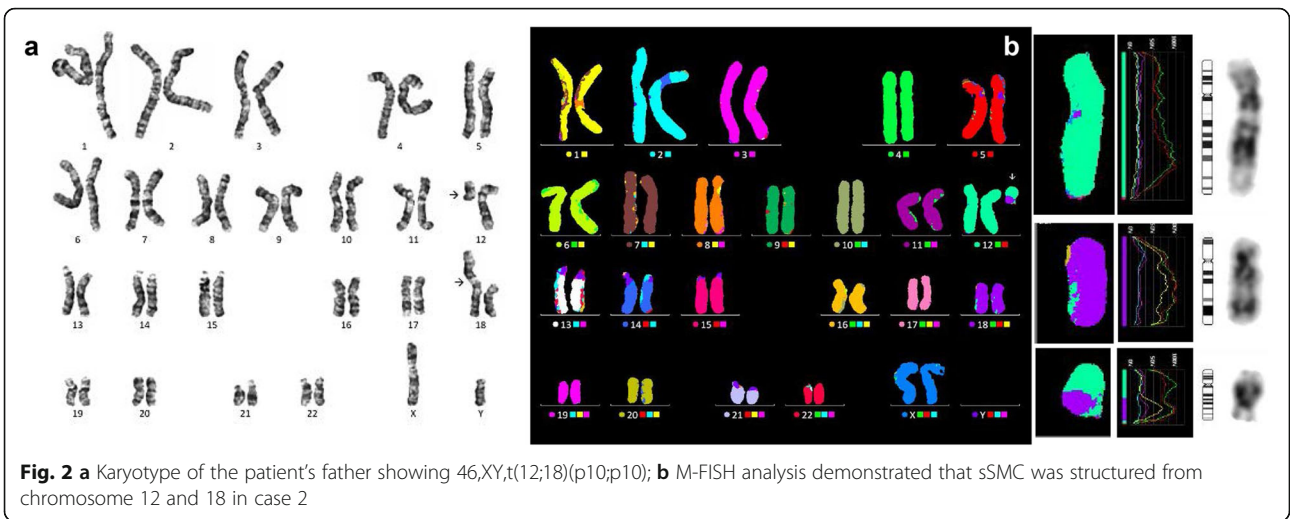 a
1 2 3 4 5
6 7 8 9 10 11 12
13 14 15 16 17 18
19 20 21 22 X Y
b
1 2 3 4 5
6 7 8 9 10 11 12
13 14 15 16 17 18
19 20 21 22 X Y
Fig. 2 a Karyotype of the patient’s father showing 46,XY,t(12;18)(p10;p10); b M-FISH analysis demonstrated that sSMC was structured from
chromosome 12 and 18 in case 2